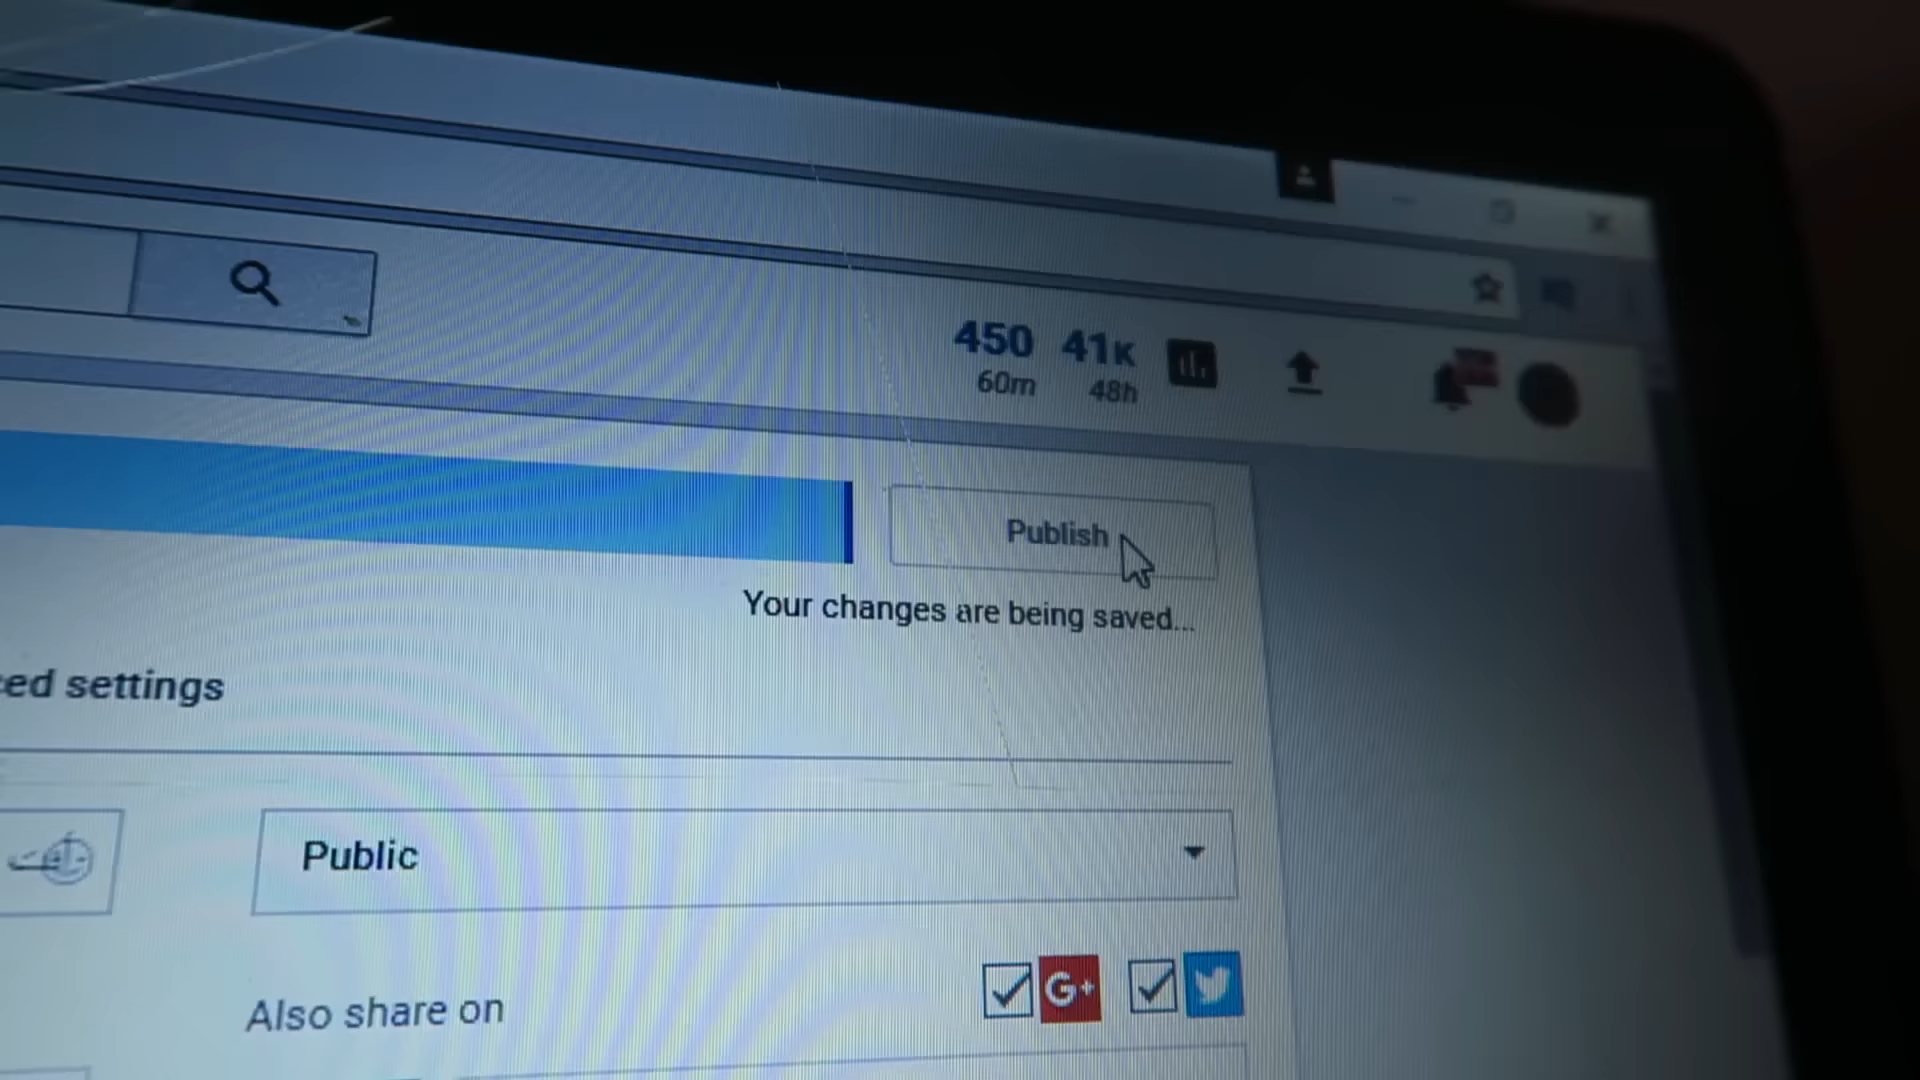 450 41K
60m 48h
Publish
Your changes are being saved...
ed settings
Public
Also share on
G+